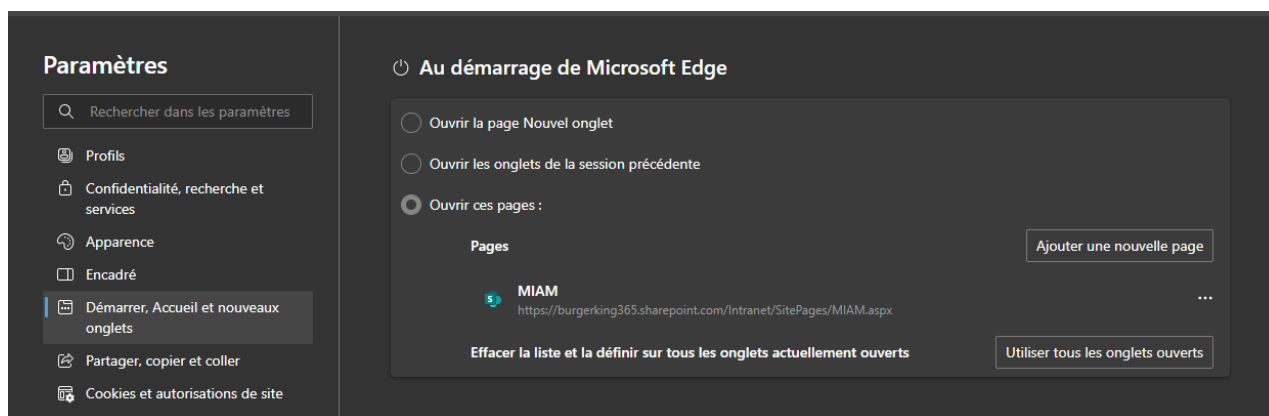 Paramètres
Rechercher dans les paramètres
Profils
Confidentialité, recherche et
services
Apparence
Encadré
Démarrer, Accueil et nouveaux
onglets
Partager, copier et coller
Cookies et autorisations de site
Au démarrage de Microsoft Edge
Ouvrir la page Nouvel onglet
Ouvrir les onglets de la session précédente
Ouvrir ces pages :
Pages
Ajouter une nouvelle page
S
MIAM
...
https://burgerking365.sharepoint.com/Intranet/SitePages/MIAM.aspx
Effacer la liste et la définir sur tous les onglets actuellement ouverts
Utiliser tous les onglets ouverts